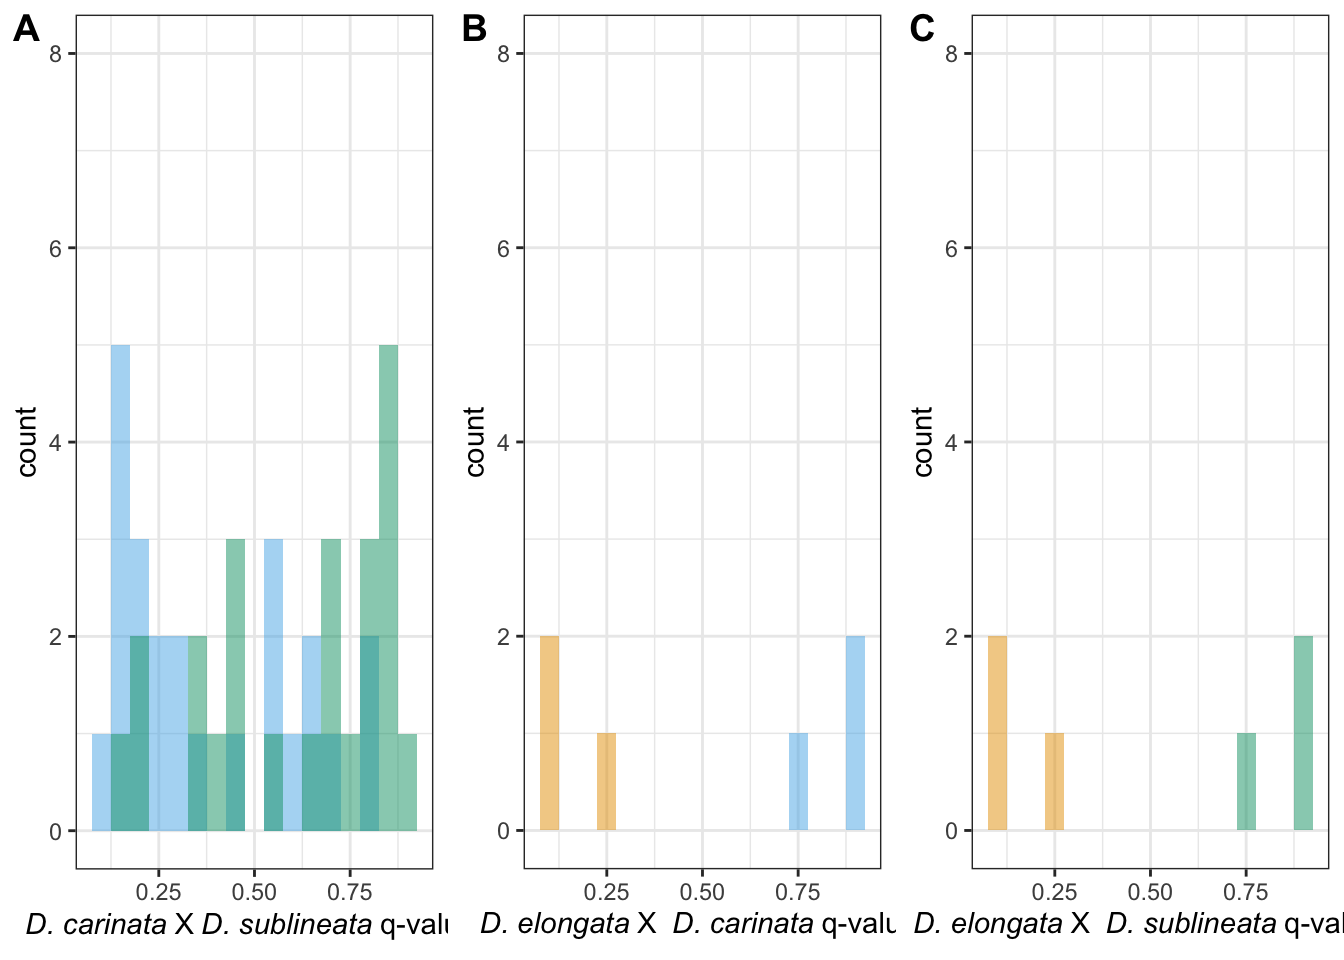 A
8
6
4
2
0
count
0.25 0.50 0.75
D. carinata X D. sublineata q-valu
B
8
6
4
2
0
count
0.25 0.50 0.75
D. elongata X D. carinata q-valu
C
8
6
4
2
0
count
0.25 0.50 0.75
D. elongata X D. sublineata q-val